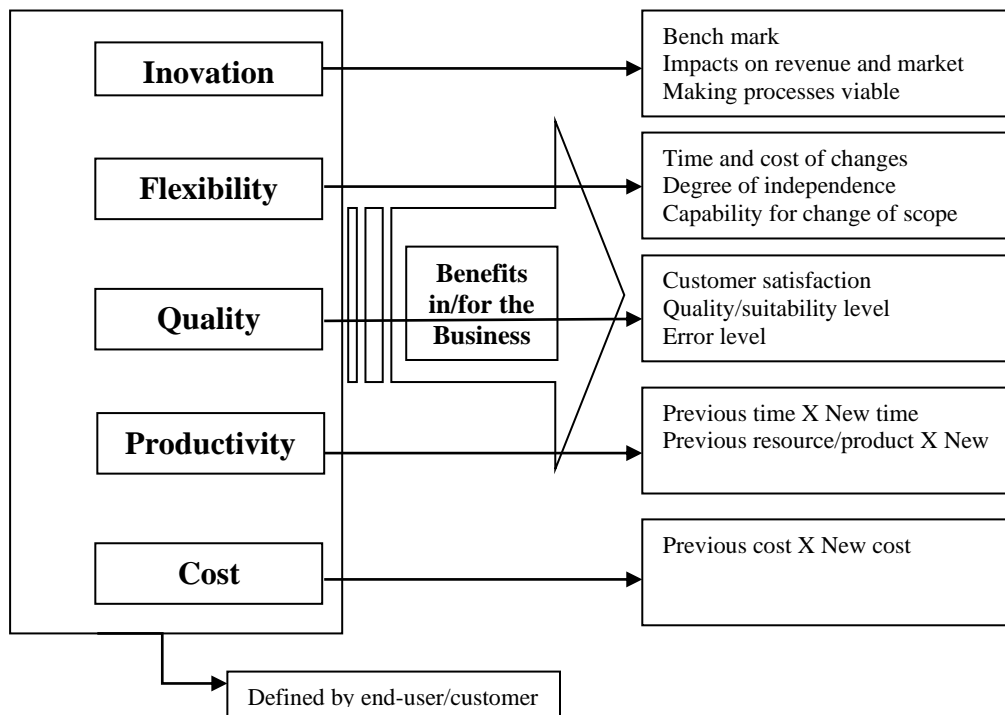 Inovation
Bench mark
Impacts on revenue and market
Making processes viable
Flexibility
Time and cost of changes
Degree of independence
Capability for change of scope
Benefits
in/for the
Business
Quality
Customer satisfaction
Quality/suitability level
Error level
Productivity
Previous time X New time
Previous resource/product X New
Cost
Previous cost X New cost
Defined by end-user/customer